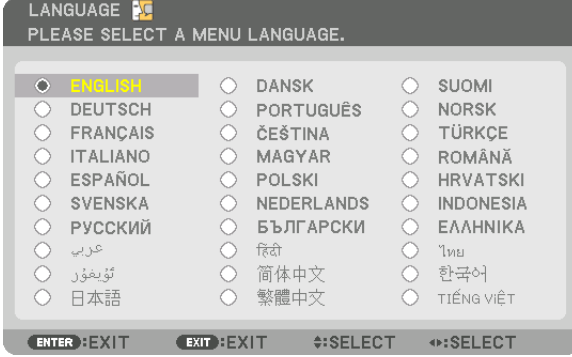 LANGUAGE
PLEASE SELECT A MENU LANGUAGE.
ENGLISH DANSK SUOMI
DEUTSCH PORTUGUÊS NORSK
FRANÇAIS ČEŠTINA TÜRKÇE
ITALIANO MAGYAR ROMÂNĂ
ESPAÑOL POLSKI HRVATSKI
SVENSKA NEDERLANDS INDONESIA
РУССКИЙ БЪЛГАРСКИ ΕΛΛΗΝΙΚΑ
عربي हिंदी ไทย
ئۇيغۇر 简体中文 한국어
日本語 繁體中文 TIẾNG VIỆT
ENTER :EXIT EXIT :EXIT :SELECT :SELECT